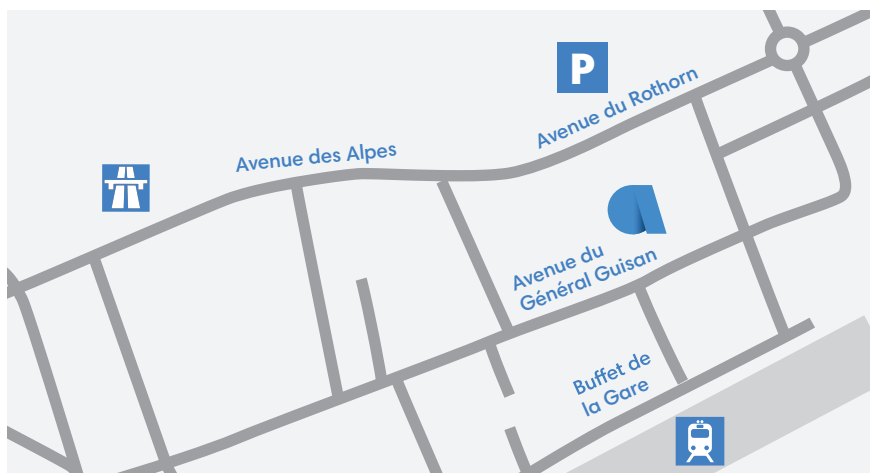 P
Avenue du Rothorn
Avenue des Alpes
Avenue du
Général Guisan
Buffet de
la Gare